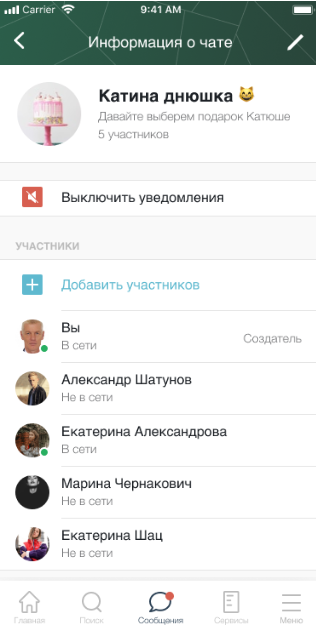 Carrier 9:41 AM
Информация о чате
Катина днюшка 😺
Давайте выберем подарок Катюше
5 участников
Выключить уведомления
УЧАСТНИКИ
Добавить участников
Вы
В сети
Создатель
Александр Шатунов
Не в сети
Екатерина Александрова
В сети
Марина Чернакович
Не в сети
Екатерина Шац
Не в сети
Главная Поиск Сообщения Сервисы Меню